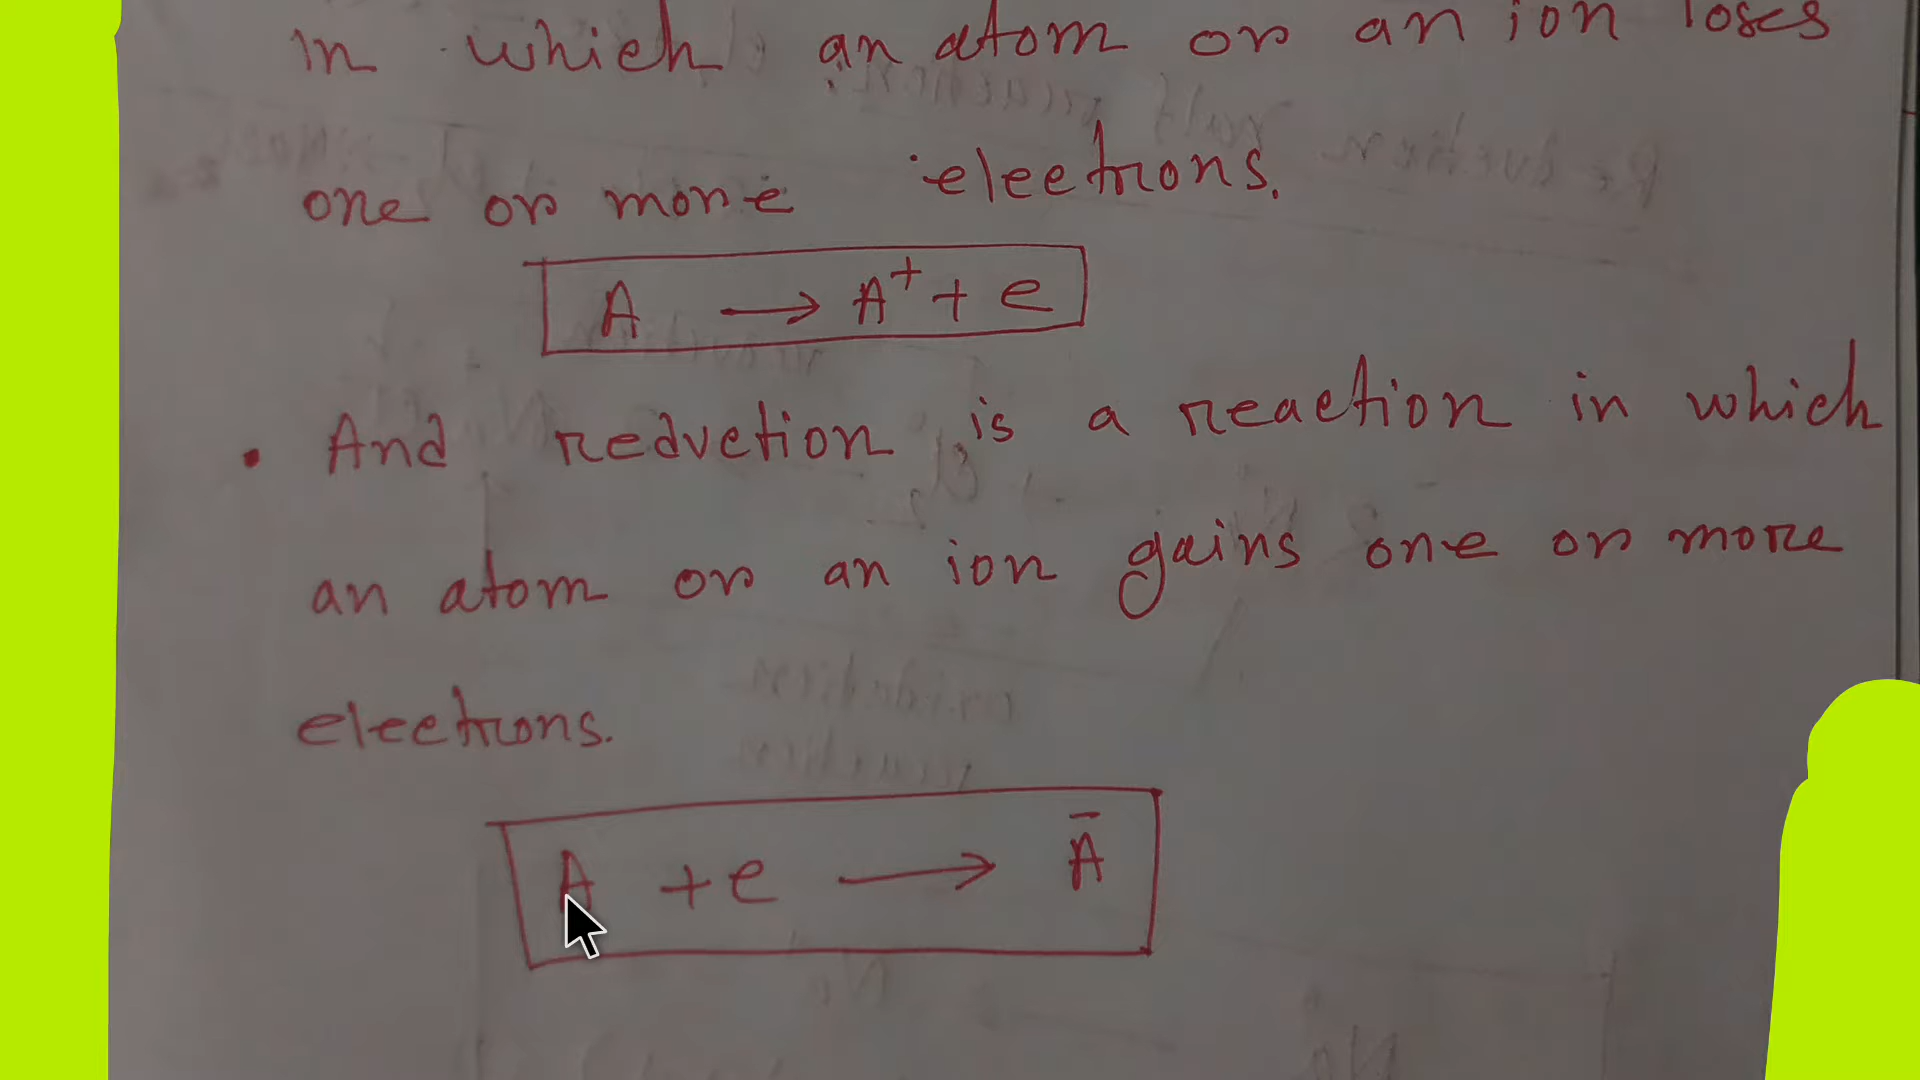 in which an atom or an ion loses
one or more electrons.
A → A⁺ + e
• And reduction is a reaction in which
an atom or an ion gains one or more
electrons.
A + e → Ā